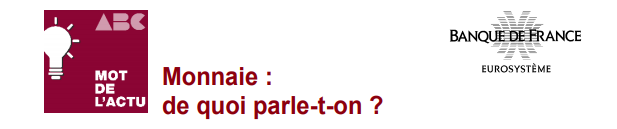 ABC
MOT
DE
L'ACTU
Monnaie :
de quoi parle-t-on ?
BANQUE DE FRANCE
EUROSYSTÈME